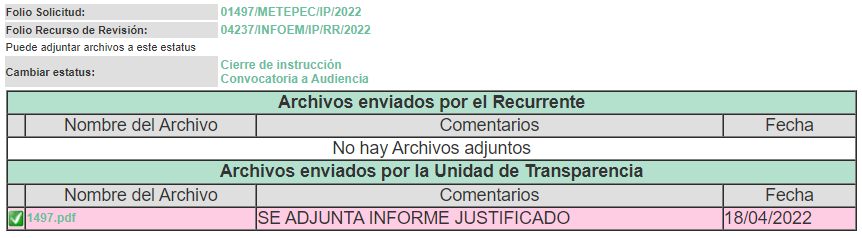 Folio Solicitud: 01497/METEPEC/IP/2022
Folio Recurso de Revisión: 04237/INFOEM/IP/RR/2022
Puede adjuntar archivos a este estatus
Cambiar estatus: Cierre de instrucción
Convocatoria a Audiencia
Archivos enviados por el Recurrente
Nombre del Archivo Comentarios Fecha
No hay Archivos adjuntos
Archivos enviados por la Unidad de Transparencia
Nombre del Archivo Comentarios Fecha
1497.pdf SE ADJUNTA INFORME JUSTIFICADO 18/04/2022